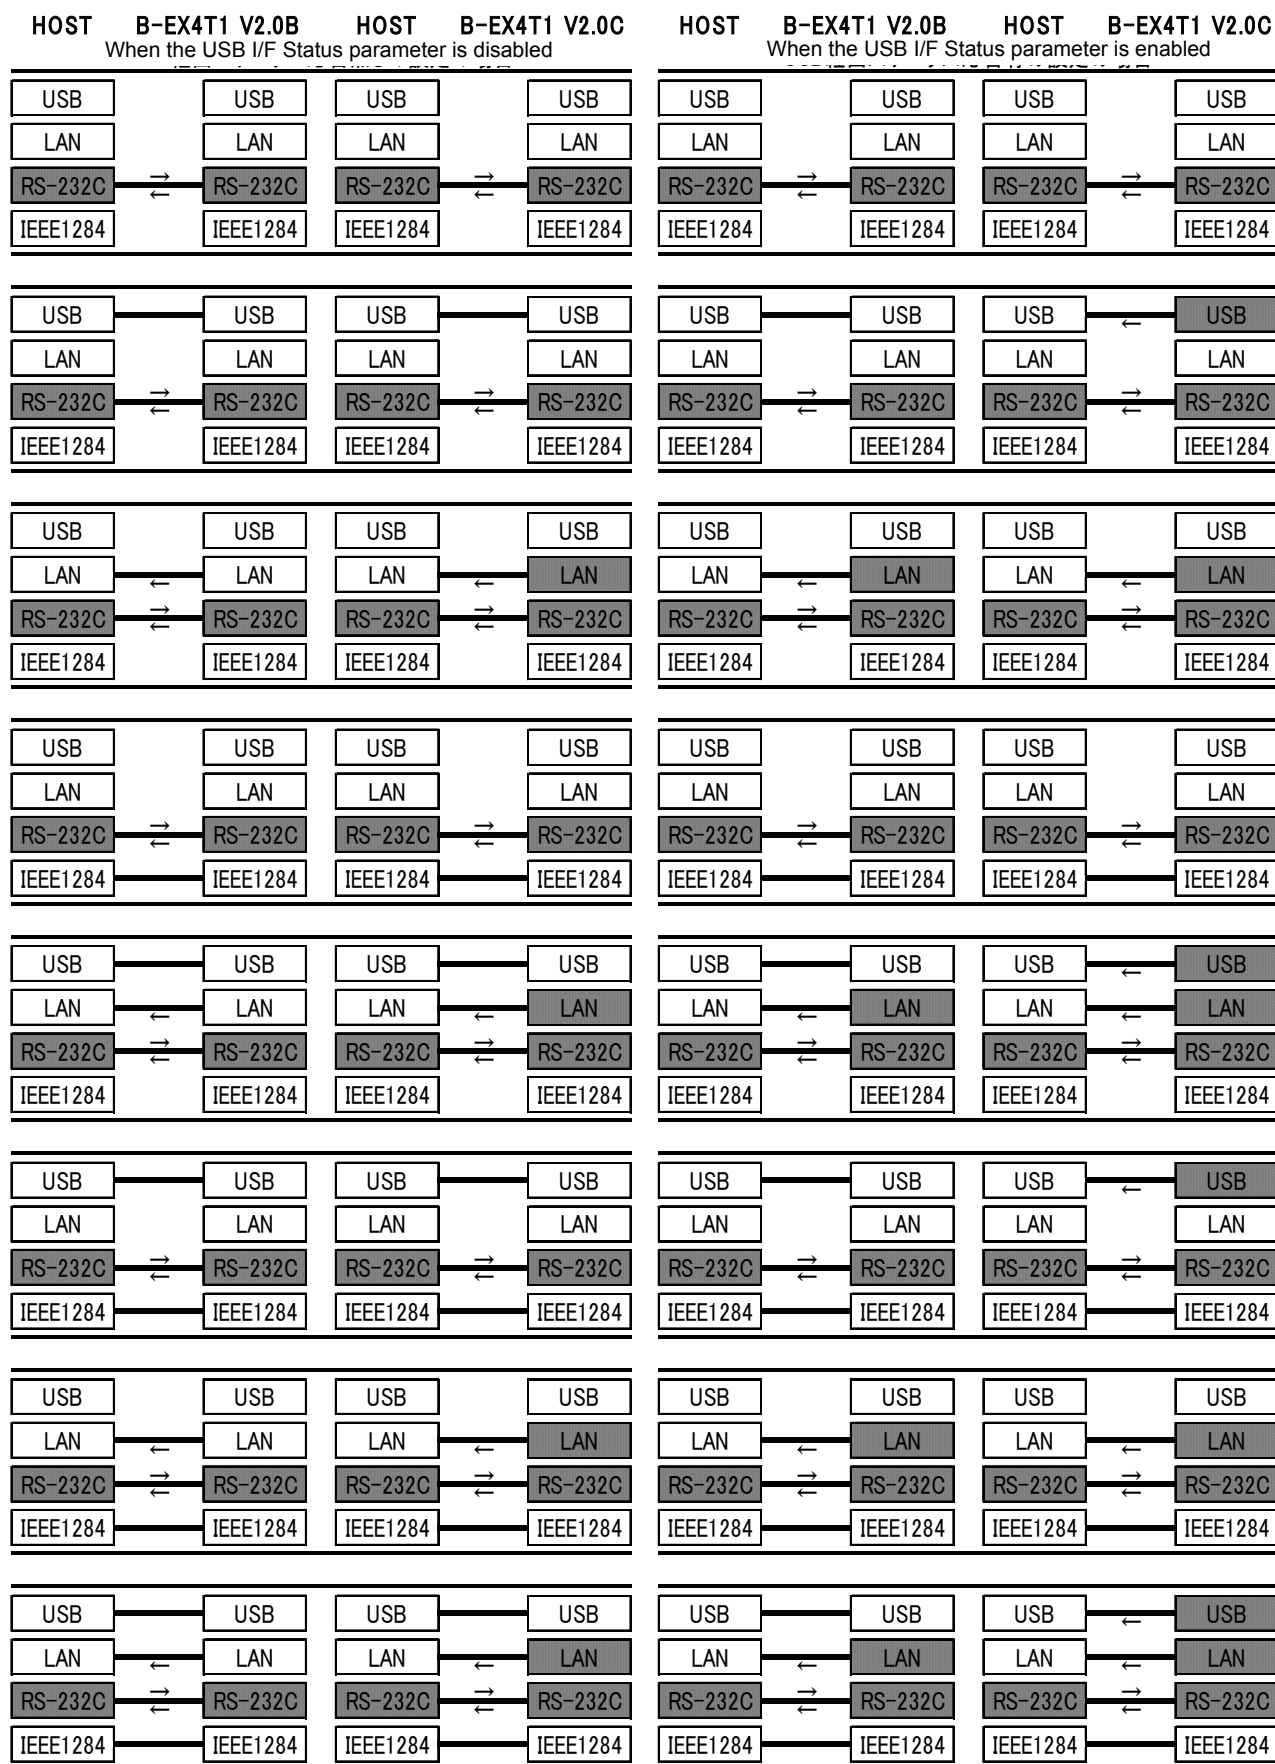 HOST B-EX4T1 V2.0B HOST B-EX4T1 V2.0C HOST B-EX4T1 V2.0B HOST B-EX4T1 V2.0C
When the USB I/F Status parameter is disabled When the USB I/F Status parameter is enabled
USB USB USB USB USB USB USB USB
LAN LAN LAN LAN LAN LAN LAN LAN
RS-232C → ← RS-232C RS-232C → ← RS-232C RS-232C → ← RS-232C RS-232C → ← RS-232C
IEEE1284 IEEE1284 IEEE1284 IEEE1284 IEEE1284 IEEE1284 IEEE1284 IEEE1284
USB USB USB USB USB USB USB ← USB
LAN LAN LAN LAN LAN LAN LAN LAN
RS-232C → ← RS-232C RS-232C → ← RS-232C RS-232C → ← RS-232C RS-232C → ← RS-232C
IEEE1284 IEEE1284 IEEE1284 IEEE1284 IEEE1284 IEEE1284 IEEE1284 IEEE1284
USB USB USB USB USB USB USB USB
LAN ← LAN LAN ← LAN LAN ← LAN LAN ← LAN
RS-232C → ← RS-232C RS-232C → ← RS-232C RS-232C → ← RS-232C RS-232C → ← RS-232C
IEEE1284 IEEE1284 IEEE1284 IEEE1284 IEEE1284 IEEE1284 IEEE1284 IEEE1284
USB USB USB USB USB USB USB USB
LAN LAN LAN LAN LAN LAN LAN LAN
RS-232C → ← RS-232C RS-232C → ← RS-232C RS-232C → ← RS-232C RS-232C → ← RS-232C
IEEE1284 IEEE1284 IEEE1284 IEEE1284 IEEE1284 IEEE1284 IEEE1284 IEEE1284
USB USB USB USB USB USB USB ← USB
LAN ← LAN LAN ← LAN LAN ← LAN LAN ← LAN
RS-232C → ← RS-232C RS-232C → ← RS-232C RS-232C → ← RS-232C RS-232C → ← RS-232C
IEEE1284 IEEE1284 IEEE1284 IEEE1284 IEEE1284 IEEE1284 IEEE1284 IEEE1284
USB USB USB USB USB USB USB ← USB
LAN LAN LAN LAN LAN LAN LAN LAN
RS-232C → ← RS-232C RS-232C → ← RS-232C RS-232C → ← RS-232C RS-232C → ← RS-232C
IEEE1284 IEEE1284 IEEE1284 IEEE1284 IEEE1284 IEEE1284 IEEE1284 IEEE1284
USB USB USB USB USB USB USB USB
LAN ← LAN LAN ← LAN LAN ← LAN LAN ← LAN
RS-232C → ← RS-232C RS-232C → ← RS-232C RS-232C → ← RS-232C RS-232C → ← RS-232C
IEEE1284 IEEE1284 IEEE1284 IEEE1284 IEEE1284 IEEE1284 IEEE1284 IEEE1284
USB USB USB USB USB USB USB ← USB
LAN ← LAN LAN ← LAN LAN ← LAN LAN ← LAN
RS-232C → ← RS-232C RS-232C → ← RS-232C RS-232C → ← RS-232C RS-232C → ← RS-232C
IEEE1284 IEEE1284 IEEE1284 IEEE1284 IEEE1284 IEEE1284 IEEE1284 IEEE1284